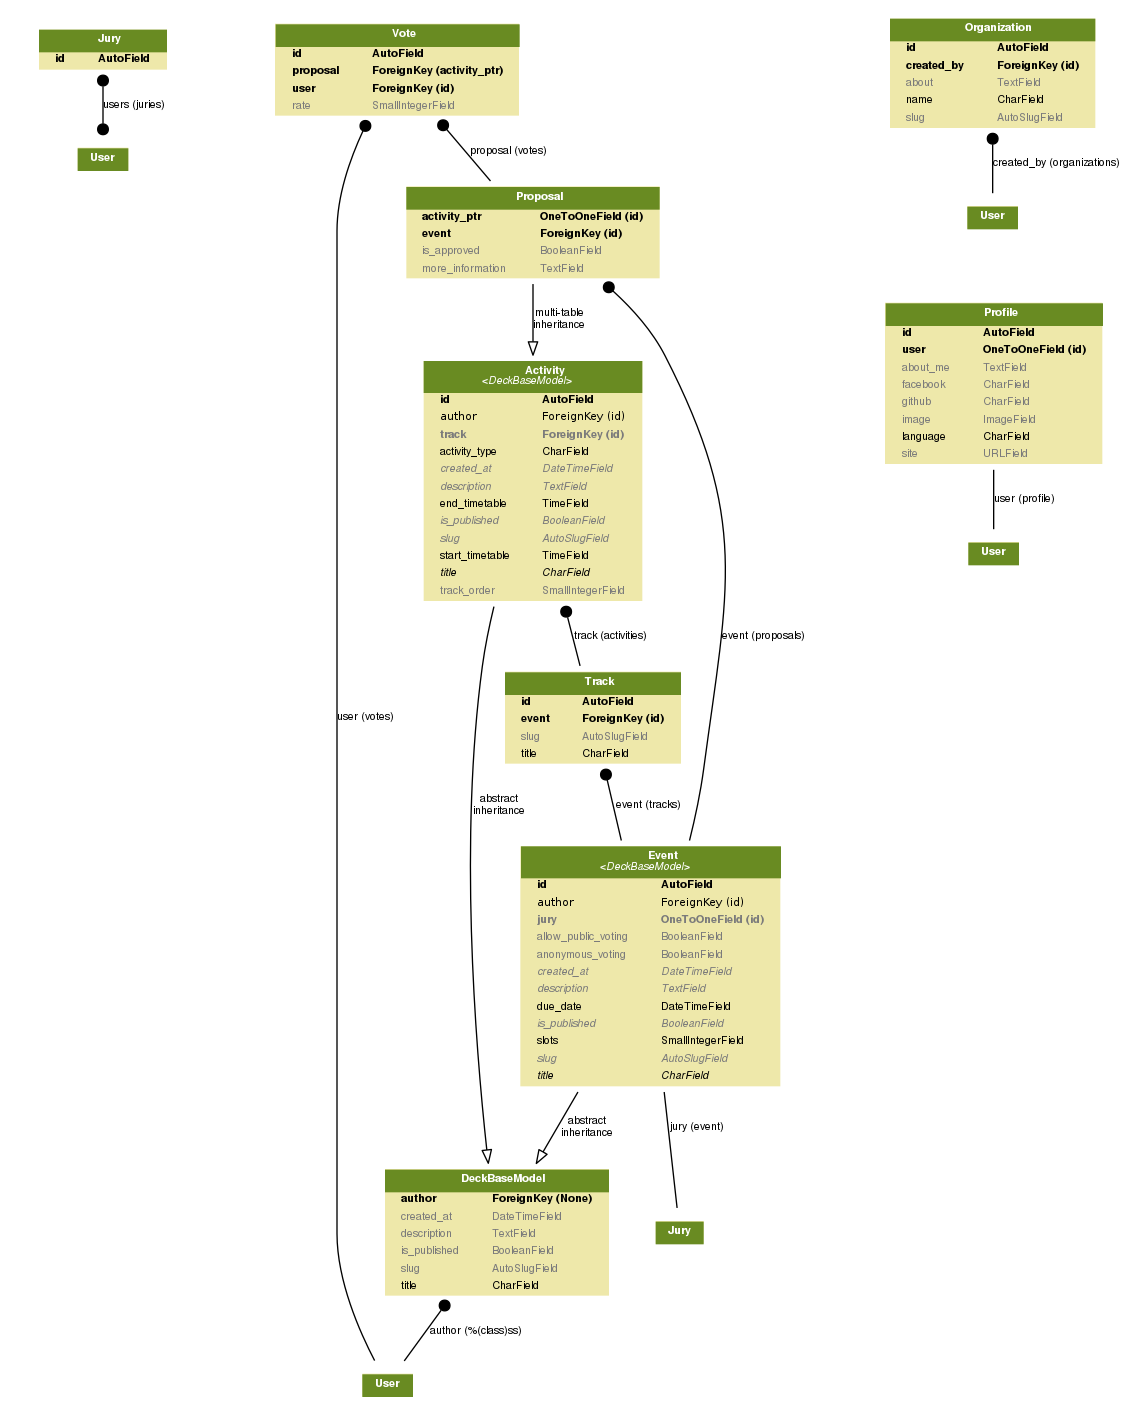 Jury
id AutoField
users (juries)
User
Vote
id AutoField
proposal ForeignKey (activity_ptr)
user ForeignKey (id)
rate SmallIntegerField
proposal (votes)
Organization
id AutoField
created_by ForeignKey (id)
about TextField
name CharField
slug AutoSlugField
created_by (organizations)
User
Proposal
activity_ptr OneToOneField (id)
event ForeignKey (id)
is_approved BooleanField
more_information TextField
multi-table
inheritance
Profile
id AutoField
user OneToOneField (id)
about_me TextField
facebook CharField
github CharField
image ImageField
language CharField
site URLField
user (profile)
User
Activity
<DeckBaseModel>
id AutoField
author ForeignKey (id)
track ForeignKey (id)
activity_type CharField
created_at DateTimeField
description TextField
end_timetable TimeField
is_published BooleanField
slug AutoSlugField
start_timetable TimeField
title CharField
track_order SmallIntegerField
track (activities)
event (proposals)
Track
id AutoField
event ForeignKey (id)
slug AutoSlugField
title CharField
user (votes)
abstract
inheritance
event (tracks)
Event
<DeckBaseModel>
id AutoField
author ForeignKey (id)
jury OneToOneField (id)
allow_public_voting BooleanField
anonymous_voting BooleanField
created_at DateTimeField
description TextField
due_date DateTimeField
is_published BooleanField
slots SmallIntegerField
slug AutoSlugField
title CharField
abstract
inheritance
jury (event)
DeckBaseModel
author ForeignKey (None)
created_at DateTimeField
description TextField
is_published BooleanField
slug AutoSlugField
title CharField
Jury
author (%(class)ss)
User